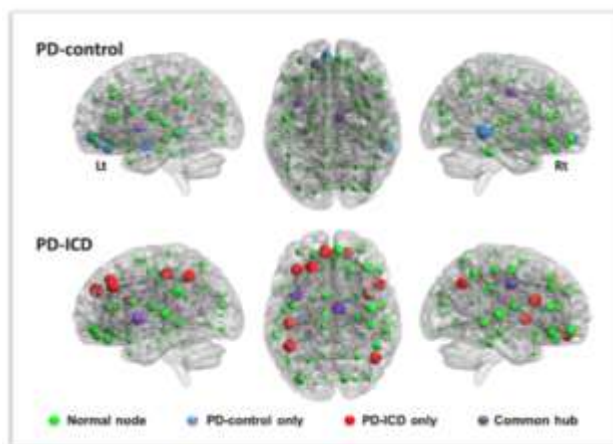 PD-control
Lt
Rt
PD-ICD
Normal node
PD-control only
PD-ICD only
Common hub